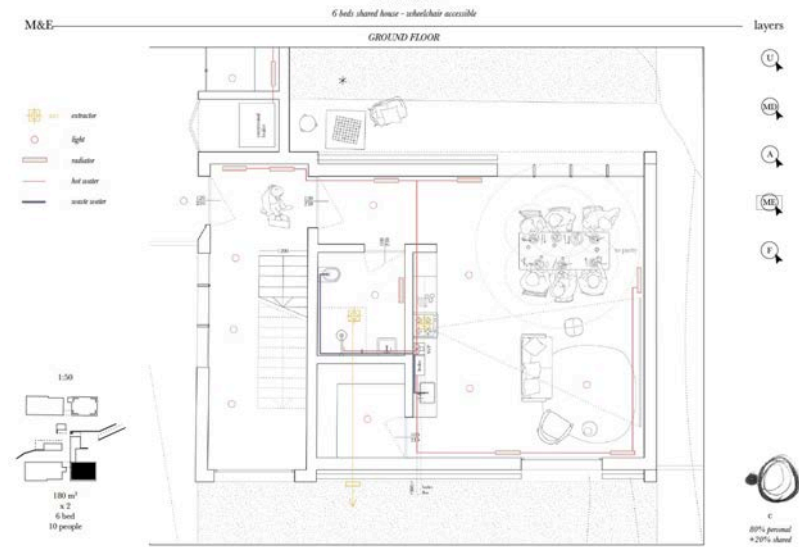 6 beds shared house - wheelchair accessible
M&E
layers
GROUND FLOOR
U
MD
extractor
light
A
radiator
hot water
waste water
ME
F
1:50
180 m²
x 2
6 bed
10 people
c
80% personal
+20% shared